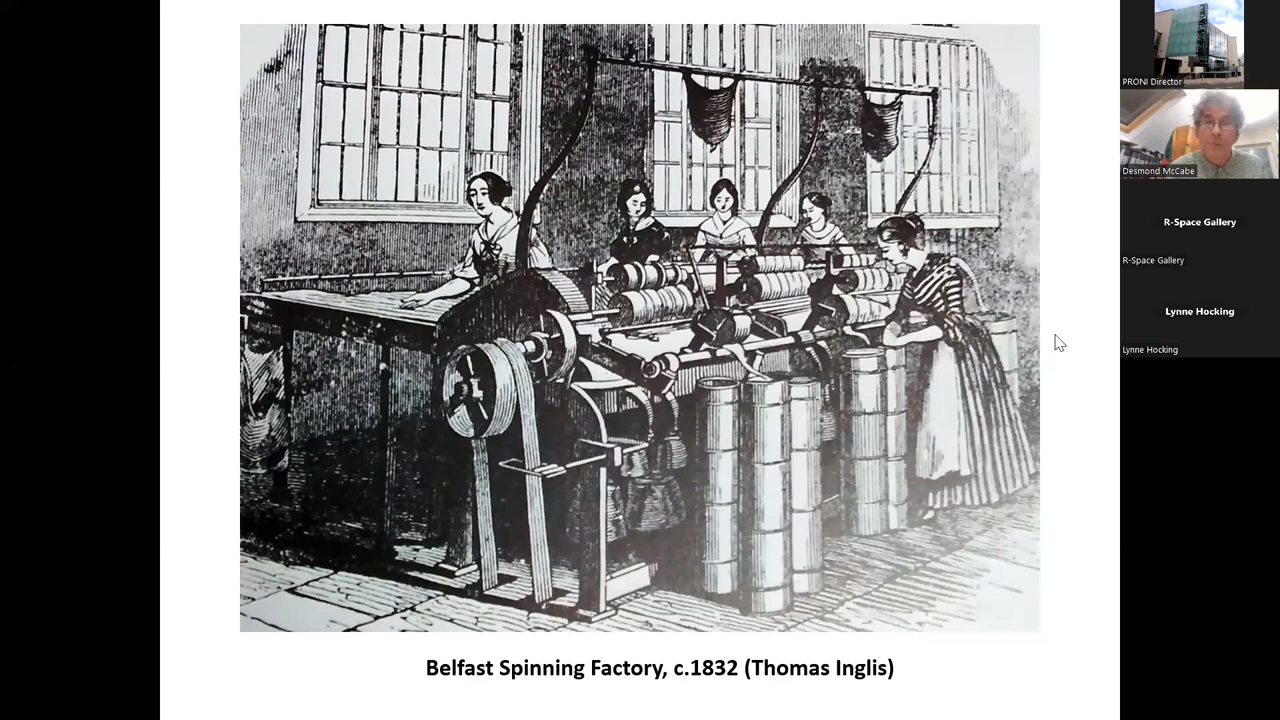 PRONI Director
Desmond McCabe
R-Space Gallery
R-Space Gallery
Lynne Hocking
Lynne Hocking
Belfast Spinning Factory, c.1832 (Thomas Inglis)